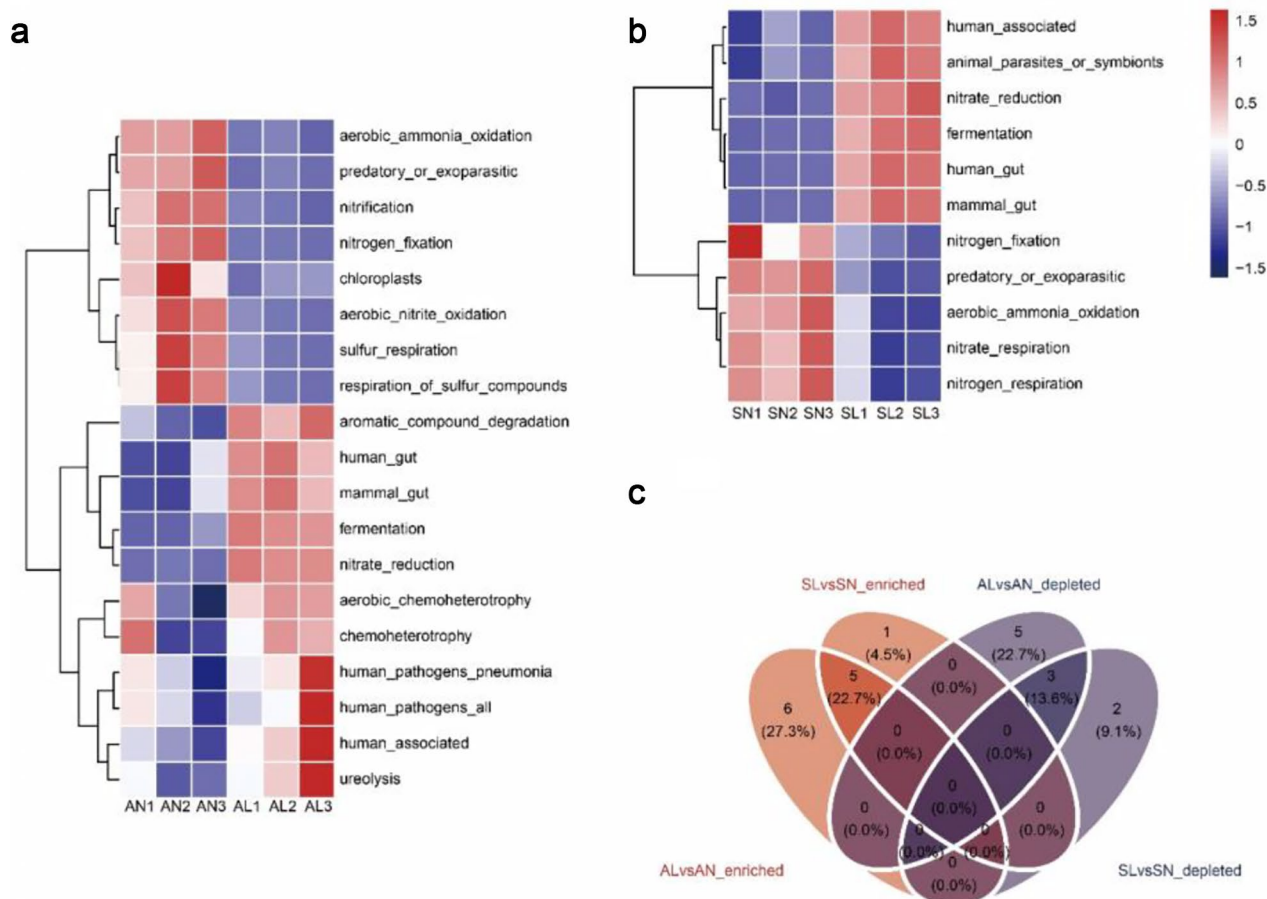 a
aerobic_ammonia_oxidation
predatory_or_exoparasitic
nitrification
nitrogen_fixation
chloroplasts
aerobic_nitrite_oxidation
sulfur_respiration
respiration_of_sulfur_compounds
aromatic_compound_degradation
human_gut
mammal_gut
fermentation
nitrate_reduction
aerobic_chemoheterotrophy
chemoheterotrophy
human_pathogens_pneumonia
human_pathogens_all
human_associated
ureolysis
AN1 AN2 AN3 AL1 AL2 AL3
b
human_associated
animal_parasites_or_symbionts
nitrate_reduction
fermentation
human_gut
mammal_gut
nitrogen_fixation
predatory_or_exoparasitic
aerobic_ammonia_oxidation
nitrate_respiration
nitrogen_respiration
SN1 SN2 SN3 SL1 SL2 SL3
1.5
1
0.5
0
−0.5
−1
−1.5
c
SLvsSN_enriched ALvsAN_depleted
1
(4.5%)
5
(22.7%)
0
(0.0%)
5
(22.7%)
3
(13.6%)
6
(27.3%)
2
(9.1%)
0
(0.0%)
0
(0.0%)
0
(0.0%)
0
(0.0%)
0
(0.0%)
0
(0.0%)
0
(0.0%)
0
(0.0%)
ALvsAN_enriched SLvsSN_depleted